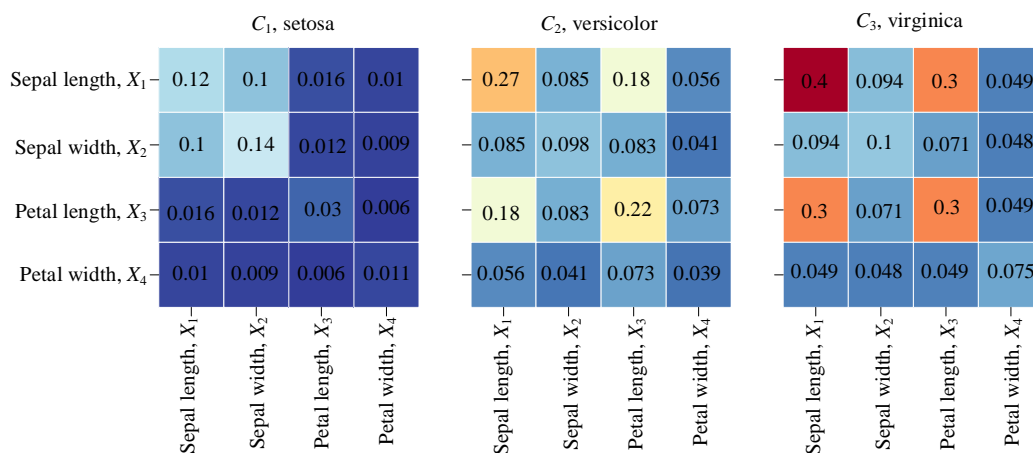 C₁, setosa
C₂, versicolor
C₃, virginica
Sepal length, X₁ 0.12 0.1 0.016 0.01 0.27 0.085 0.18 0.056 0.4 0.094 0.3 0.049
Sepal width, X₂ 0.1 0.14 0.012 0.009 0.085 0.098 0.083 0.041 0.094 0.1 0.071 0.048
Petal length, X₃ 0.016 0.012 0.03 0.006 0.18 0.083 0.22 0.073 0.3 0.071 0.3 0.049
Petal width, X₄ 0.01 0.009 0.006 0.011 0.056 0.041 0.073 0.039 0.049 0.048 0.049 0.075
Sepal length, X₁
Sepal width, X₂
Petal length, X₃
Petal width, X₄
Sepal length, X₁
Sepal width, X₂
Petal length, X₃
Petal width, X₄
Sepal length, X₁
Sepal width, X₂
Petal length, X₃
Petal width, X₄